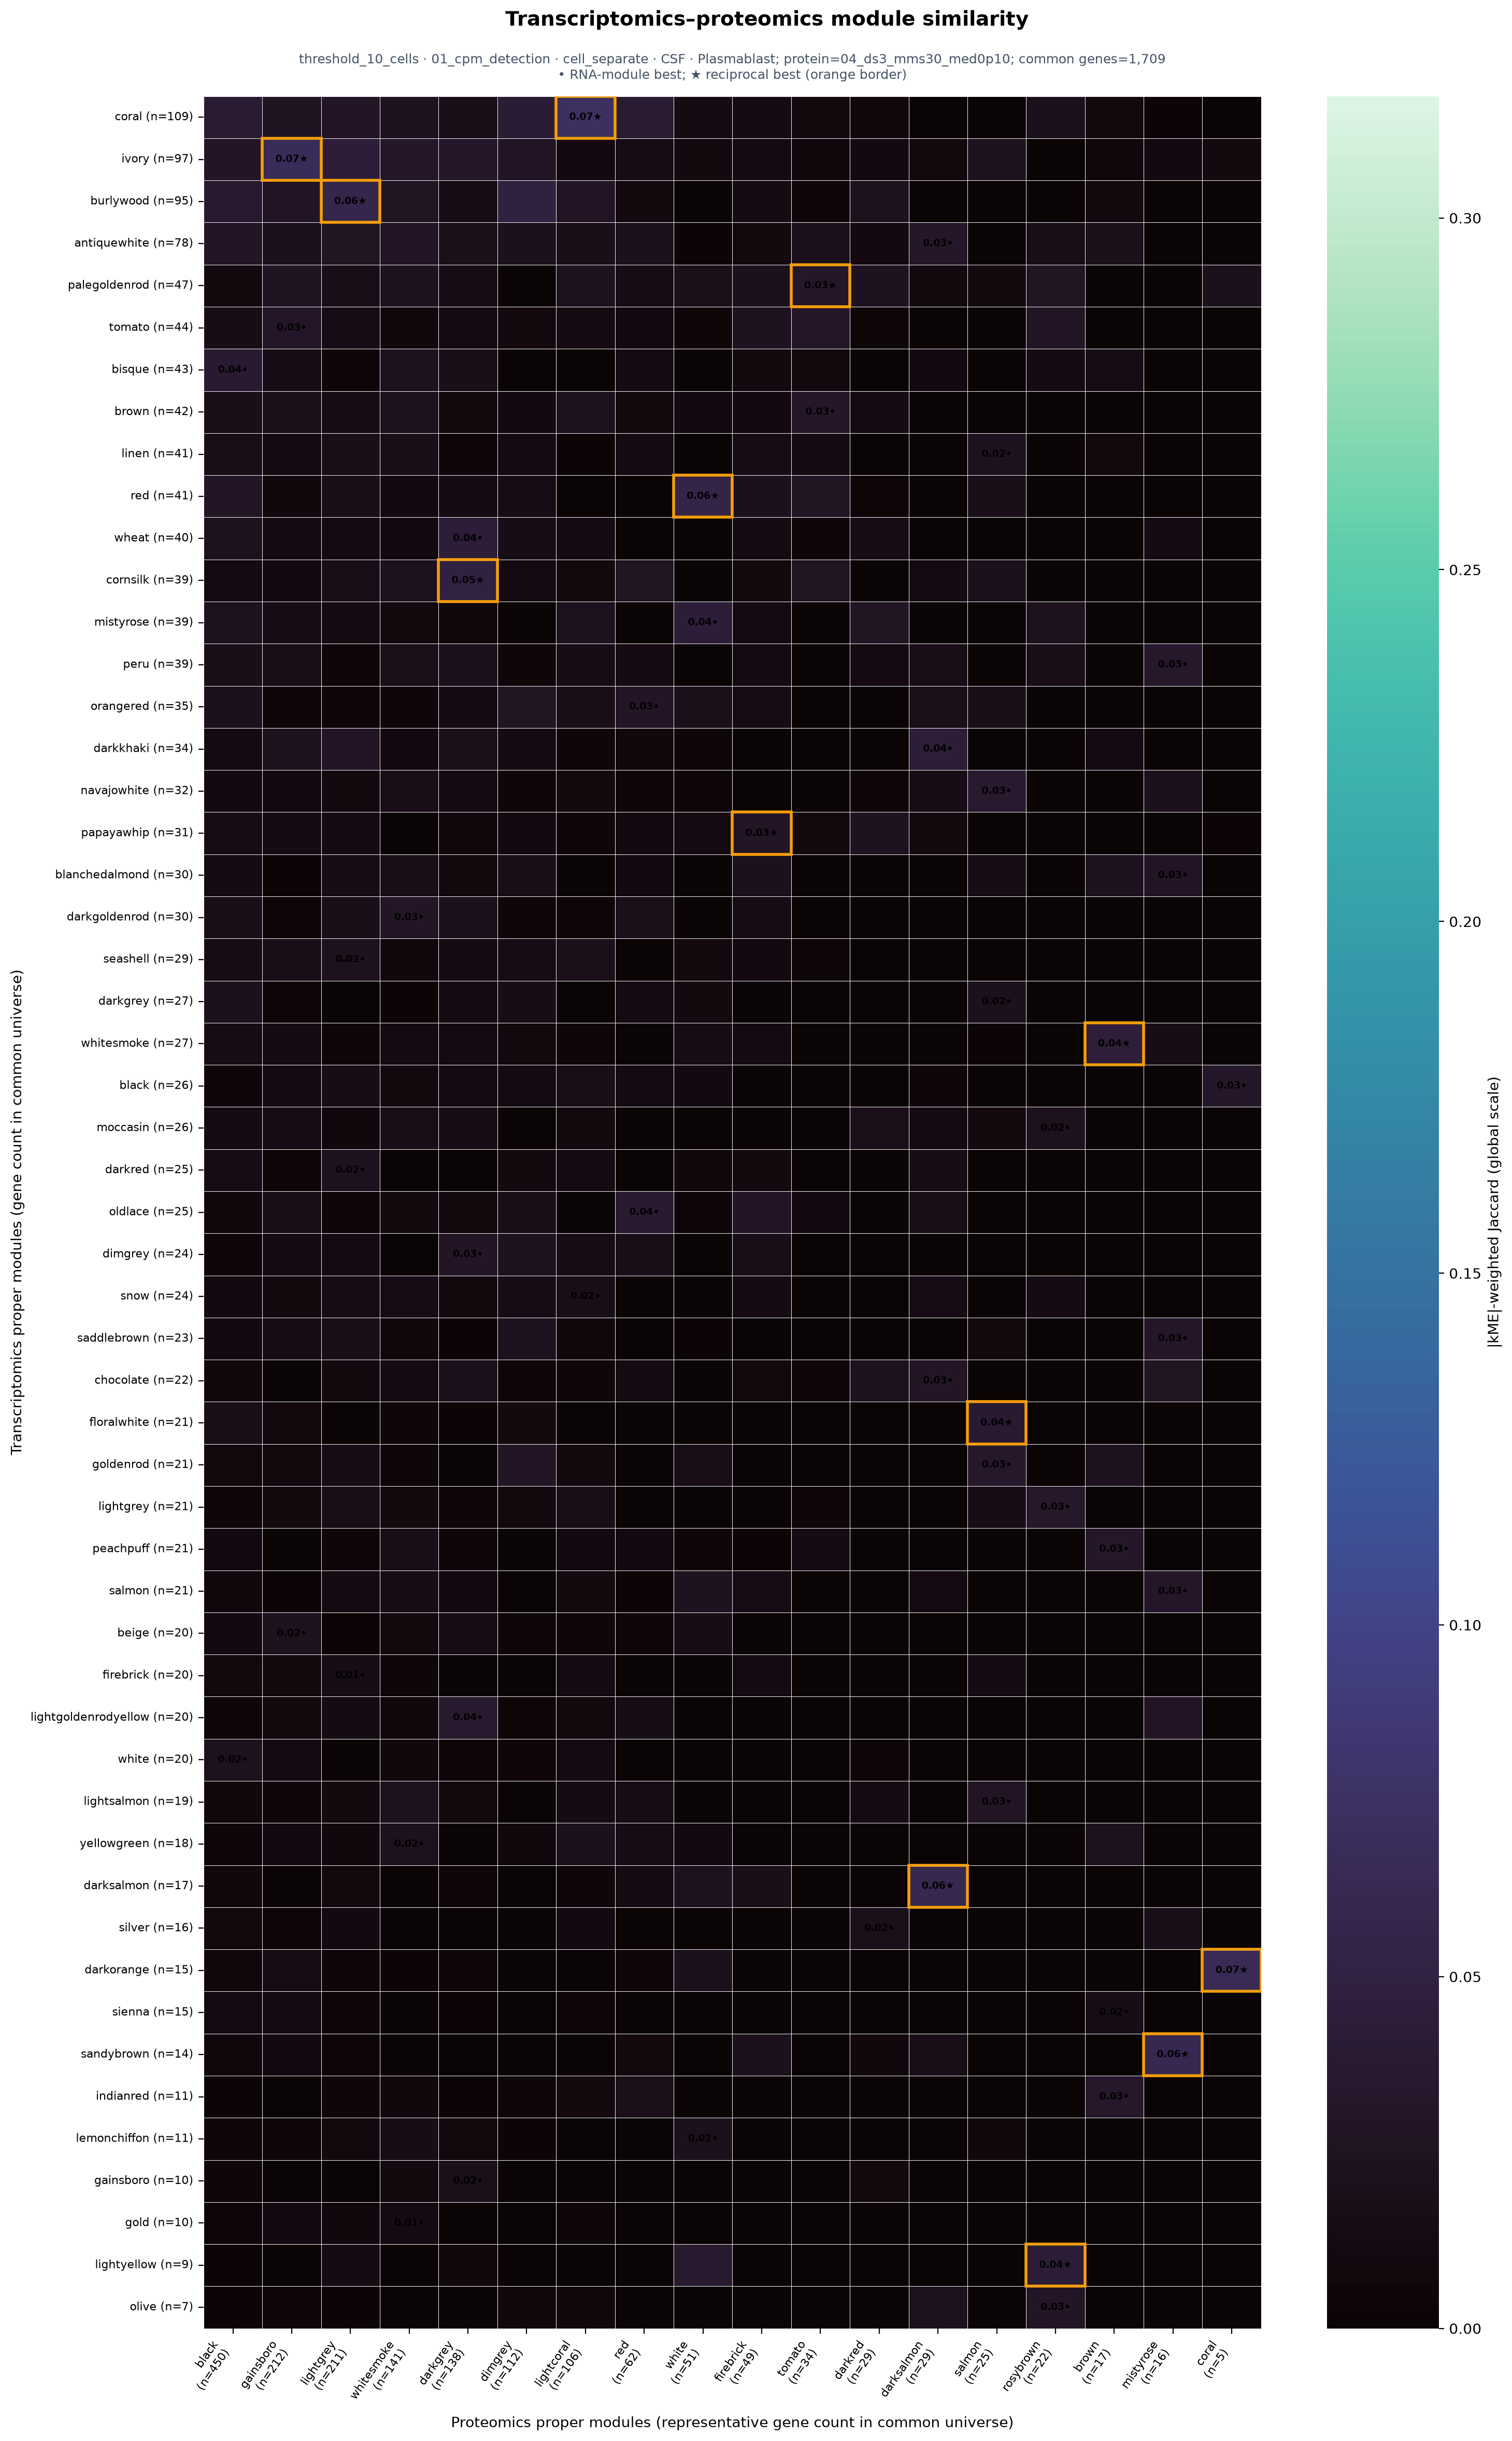 Transcriptomics–proteomics module similarity
threshold_10_cells · 01_cpm_detection · cell_separate · CSF · Plasmablast; protein=04_ds3_mms30_med0p10; common genes=1,709
• RNA-module best; ★ reciprocal best (orange border)
Transcriptomics proper modules (gene count in common universe)
coral (n=109) 0.07★
ivory (n=97) 0.07★
burlywood (n=95) 0.06★
antiquewhite (n=78) 0.03•
palegoldenrod (n=47) 0.03★
tomato (n=44) 0.03•
bisque (n=43) 0.04•
brown (n=42) 0.03•
linen (n=41) 0.02•
red (n=41) 0.06★
wheat (n=40) 0.04•
cornsilk (n=39) 0.05★
mistyrose (n=39) 0.04•
peru (n=39) 0.03•
orangered (n=35) 0.03•
darkkhaki (n=34) 0.04•
navajowhite (n=32) 0.03•
papayawhip (n=31) 0.03★
blanchedalmond (n=30) 0.03•
darkgoldenrod (n=30) 0.03•
seashell (n=29) 0.02•
darkgrey (n=27) 0.02•
whitesmoke (n=27) 0.04★
black (n=26) 0.03•
moccasin (n=26) 0.02•
darkred (n=25) 0.02•
oldlace (n=25) 0.04•
dimgrey (n=24) 0.03•
snow (n=24) 0.02•
saddlebrown (n=23) 0.03•
chocolate (n=22) 0.03•
floralwhite (n=21) 0.04★
goldenrod (n=21) 0.03•
lightgrey (n=21) 0.03•
peachpuff (n=21) 0.03•
salmon (n=21) 0.03•
beige (n=20) 0.02•
firebrick (n=20) 0.01•
lightgoldenrodyellow (n=20) 0.04•
white (n=20) 0.02•
lightsalmon (n=19) 0.03•
yellowgreen (n=18) 0.02•
darksalmon (n=17) 0.06★
silver (n=16) 0.02•
darkorange (n=15) 0.07★
sienna (n=15) 0.02•
sandybrown (n=14) 0.06★
indianred (n=11) 0.03•
lemonchiffon (n=11) 0.02•
gainsboro (n=10) 0.02•
gold (n=10) 0.01•
lightyellow (n=9) 0.04★
olive (n=7) 0.03•
black
(n=450)
gainsboro
(n=212)
lightgrey
(n=211)
whitesmoke
(n=141)
darkgrey
(n=138)
dimgrey
(n=112)
lightcoral
(n=106)
red
(n=62)
white
(n=51)
firebrick
(n=49)
tomato
(n=34)
darkred
(n=29)
darksalmon
(n=29)
salmon
(n=25)
rosybrown
(n=22)
brown
(n=17)
mistyrose
(n=16)
coral
(n=5)
Proteomics proper modules (representative gene count in common universe)
0.30
0.25
0.20
0.15
0.10
0.05
0.00
|kME|-weighted Jaccard (global scale)